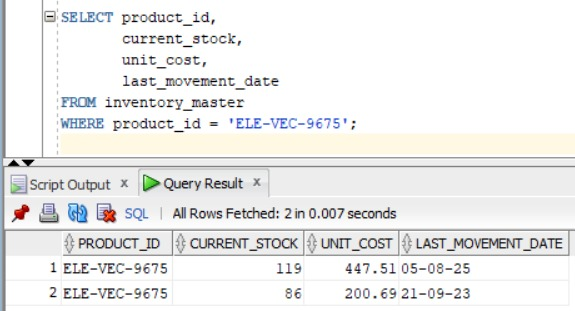 SELECT product_id,
current_stock,
unit_cost,
last_movement_date
FROM inventory_master
WHERE product_id = 'ELE-VEC-9675';
Script Output x Query Result x
SQL | All Rows Fetched: 2 in 0.007 seconds
PRODUCT_ID CURRENT_STOCK UNIT_COST LAST_MOVEMENT_DATE
1 ELE-VEC-9675 119 447.51 05-08-25
2 ELE-VEC-9675 86 200.69 21-09-23